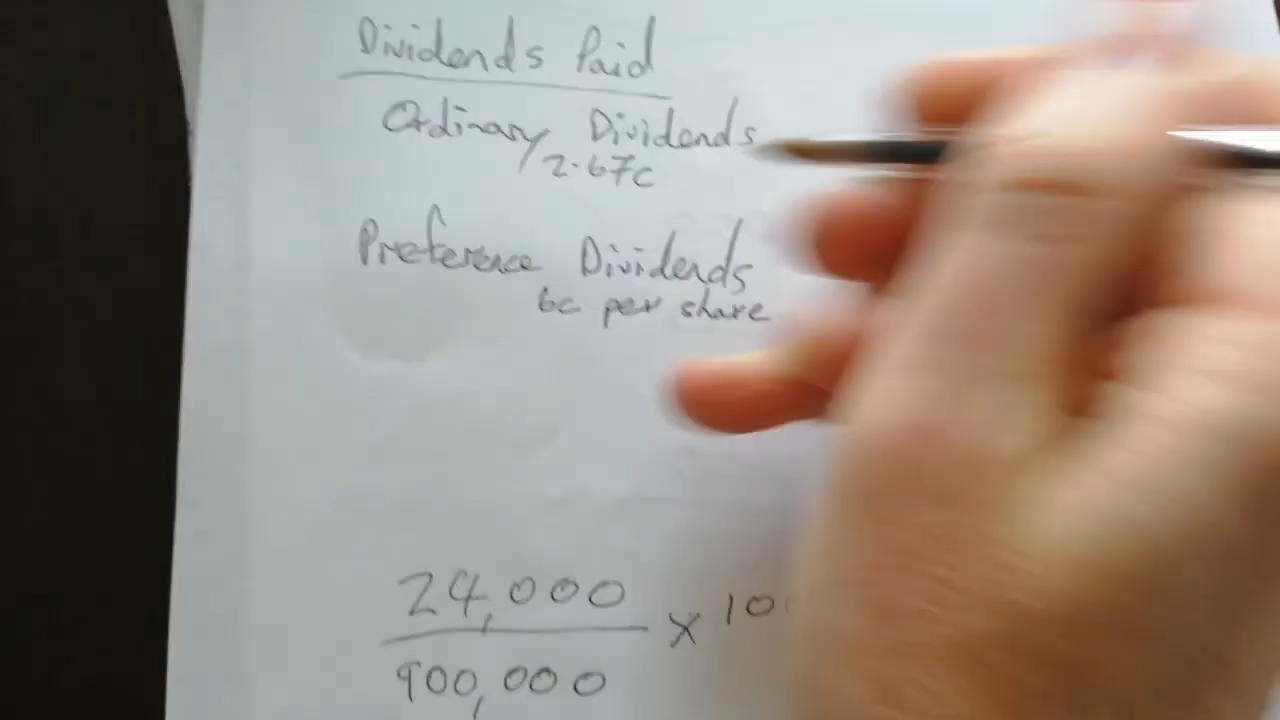 Dividends Paid
Ordinary Dividends
2.67c
Preference Dividends
6c per share
24,000
900,000
x